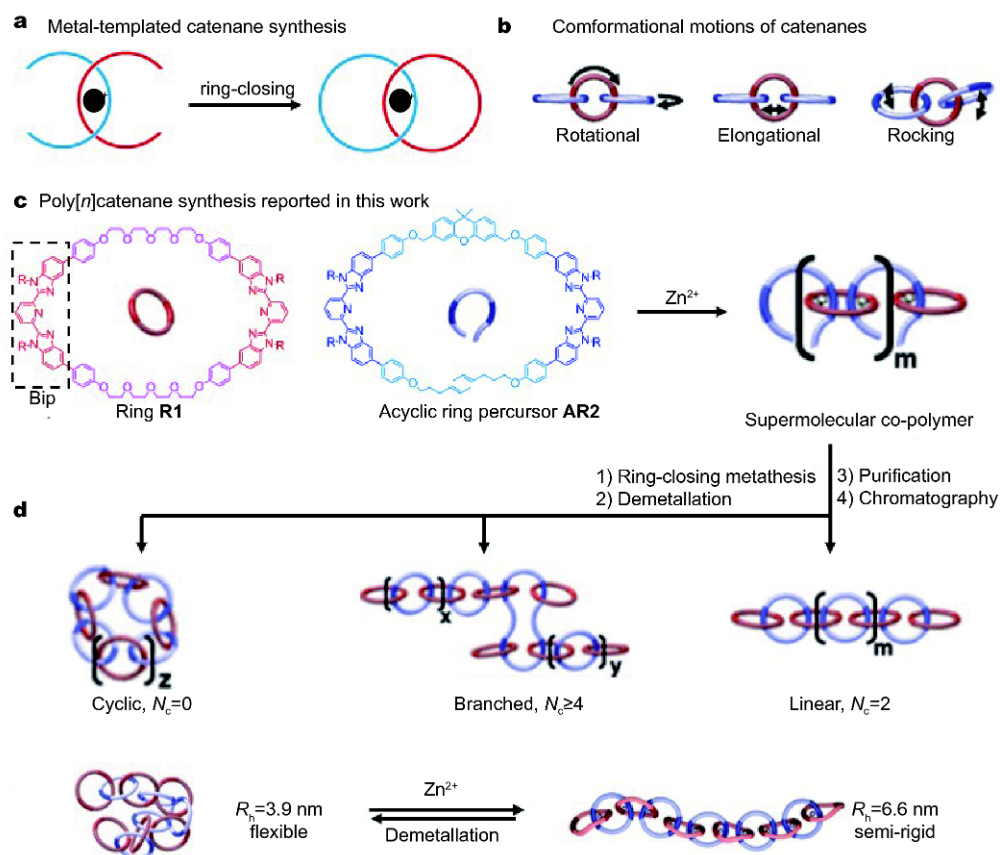 a Metal-templated catenane synthesis
ring-closing
b Comformational motions of catenanes
Rotational
Elongational
Rocking
c Poly[n]catenane synthesis reported in this work
R-N
N
N
N
R-N
N
O O O O O
N-R
N
N
N
N-R
O O O O O
Bip
Ring R1
O
O
O
R-N
N
N
N
R-N
N
N-R
N
N
N
N-R
O
O
Acyclic ring percursor AR2
Zn²⁺
m
Supermolecular co-polymer
1) Ring-closing metathesis
2) Demetallation
3) Purification
4) Chromatography
d
z
Cyclic, Nc=0
x
y
Branched, Nc≥4
m
Linear, Nc=2
Rh=3.9 nm
flexible
Zn²⁺
Demetallation
Rh=6.6 nm
semi-rigid